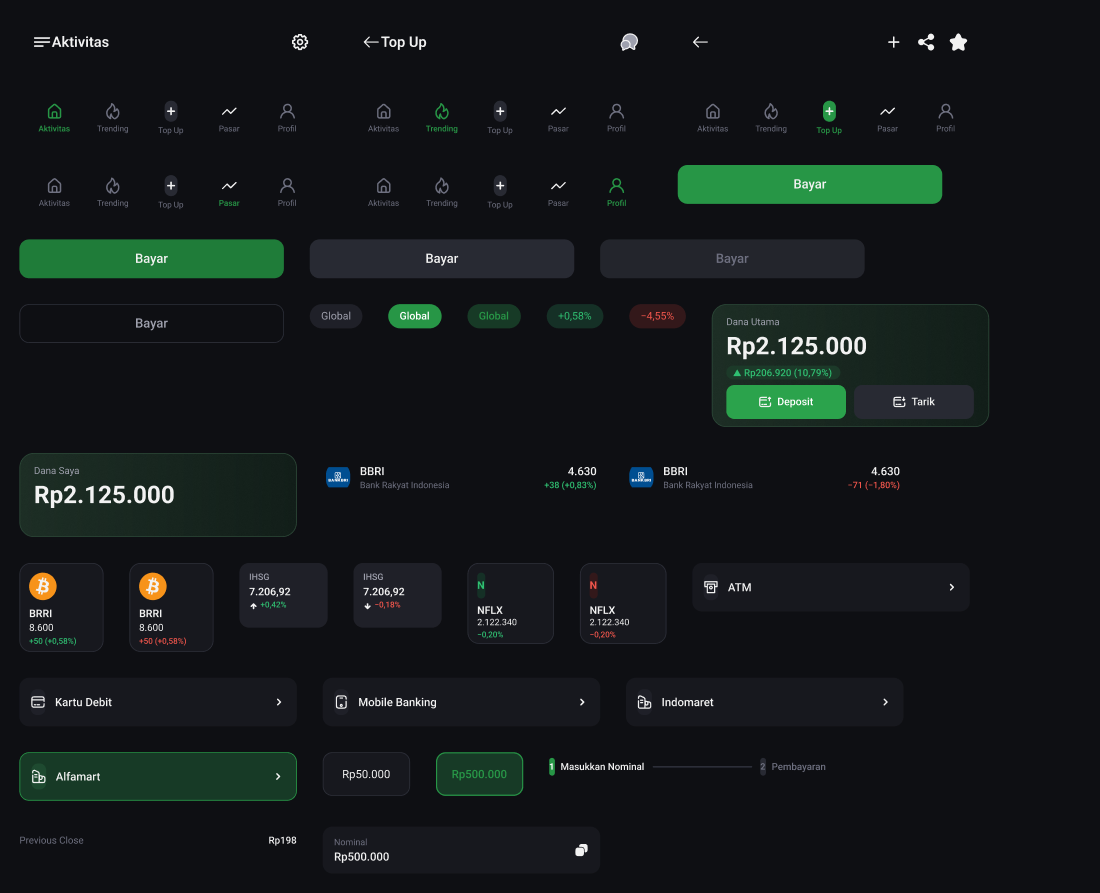 Aktivitas
Top Up
Aktivitas Trending Top Up Pasar Profil
Aktivitas Trending Top Up Pasar Profil
Aktivitas Trending Top Up Pasar Profil
Aktivitas Trending Top Up Pasar Profil
Aktivitas Trending Top Up Pasar Profil
Bayar
Bayar
Bayar
Bayar
Bayar
Global
Global
Global
+0,58%
−4,55%
Dana Utama
Rp2.125.000
Rp206.920 (10,79%)
Deposit
Tarik
Dana Saya
Rp2.125.000
BANK BRI
BBRI
Bank Rakyat Indonesia
4.630
+38 (+0,83%)
BANK BRI
BBRI
Bank Rakyat Indonesia
4.630
−71 (−1,80%)
BRRI
8.600
+50 (+0,58%)
BRRI
8.600
+50 (+0,58%)
IHSG
7.206,92
+0,42%
IHSG
7.206,92
−0,18%
N
NFLX
2.122.340
−0,20%
N
NFLX
2.122.340
−0,20%
ATM
Kartu Debit
Mobile Banking
Indomaret
Alfamart
Rp50.000
Rp500.000
1 Masukkan Nominal
2 Pembayaran
Previous Close
Rp198
Nominal
Rp500.000